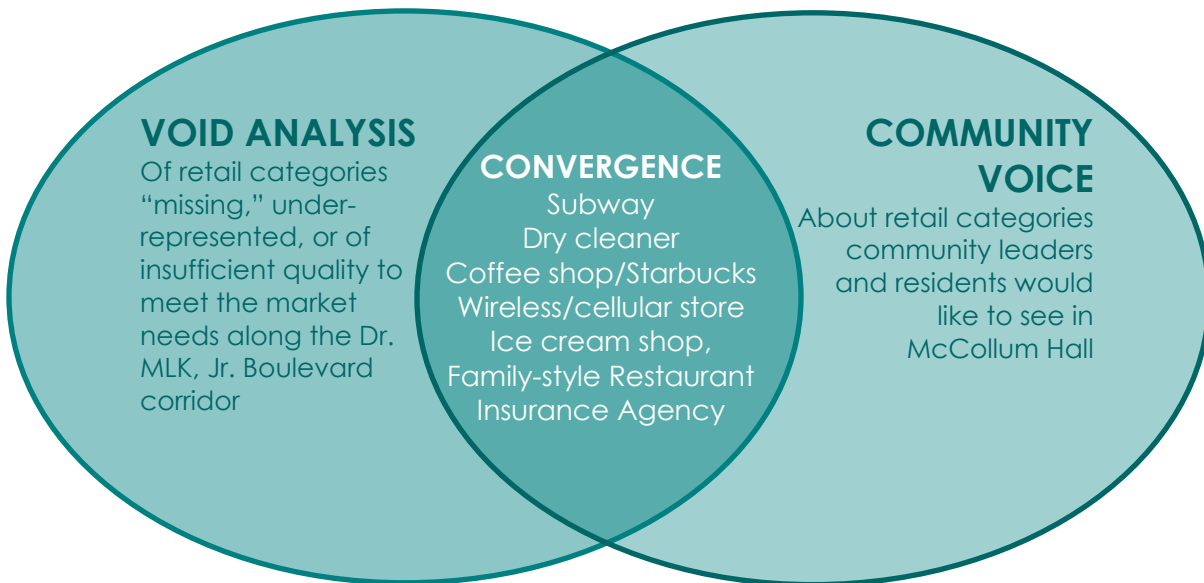 VOID ANALYSIS
Of retail categories
“missing,” under-
represented, or of
insufficient quality to
meet the market
needs along the Dr.
MLK, Jr. Boulevard
corridor
CONVERGENCE
Subway
Dry cleaner
Coffee shop/Starbucks
Wireless/cellular store
Ice cream shop,
Family-style Restaurant
Insurance Agency
COMMUNITY
VOICE
About retail categories
community leaders
and residents would
like to see in
McCollum Hall